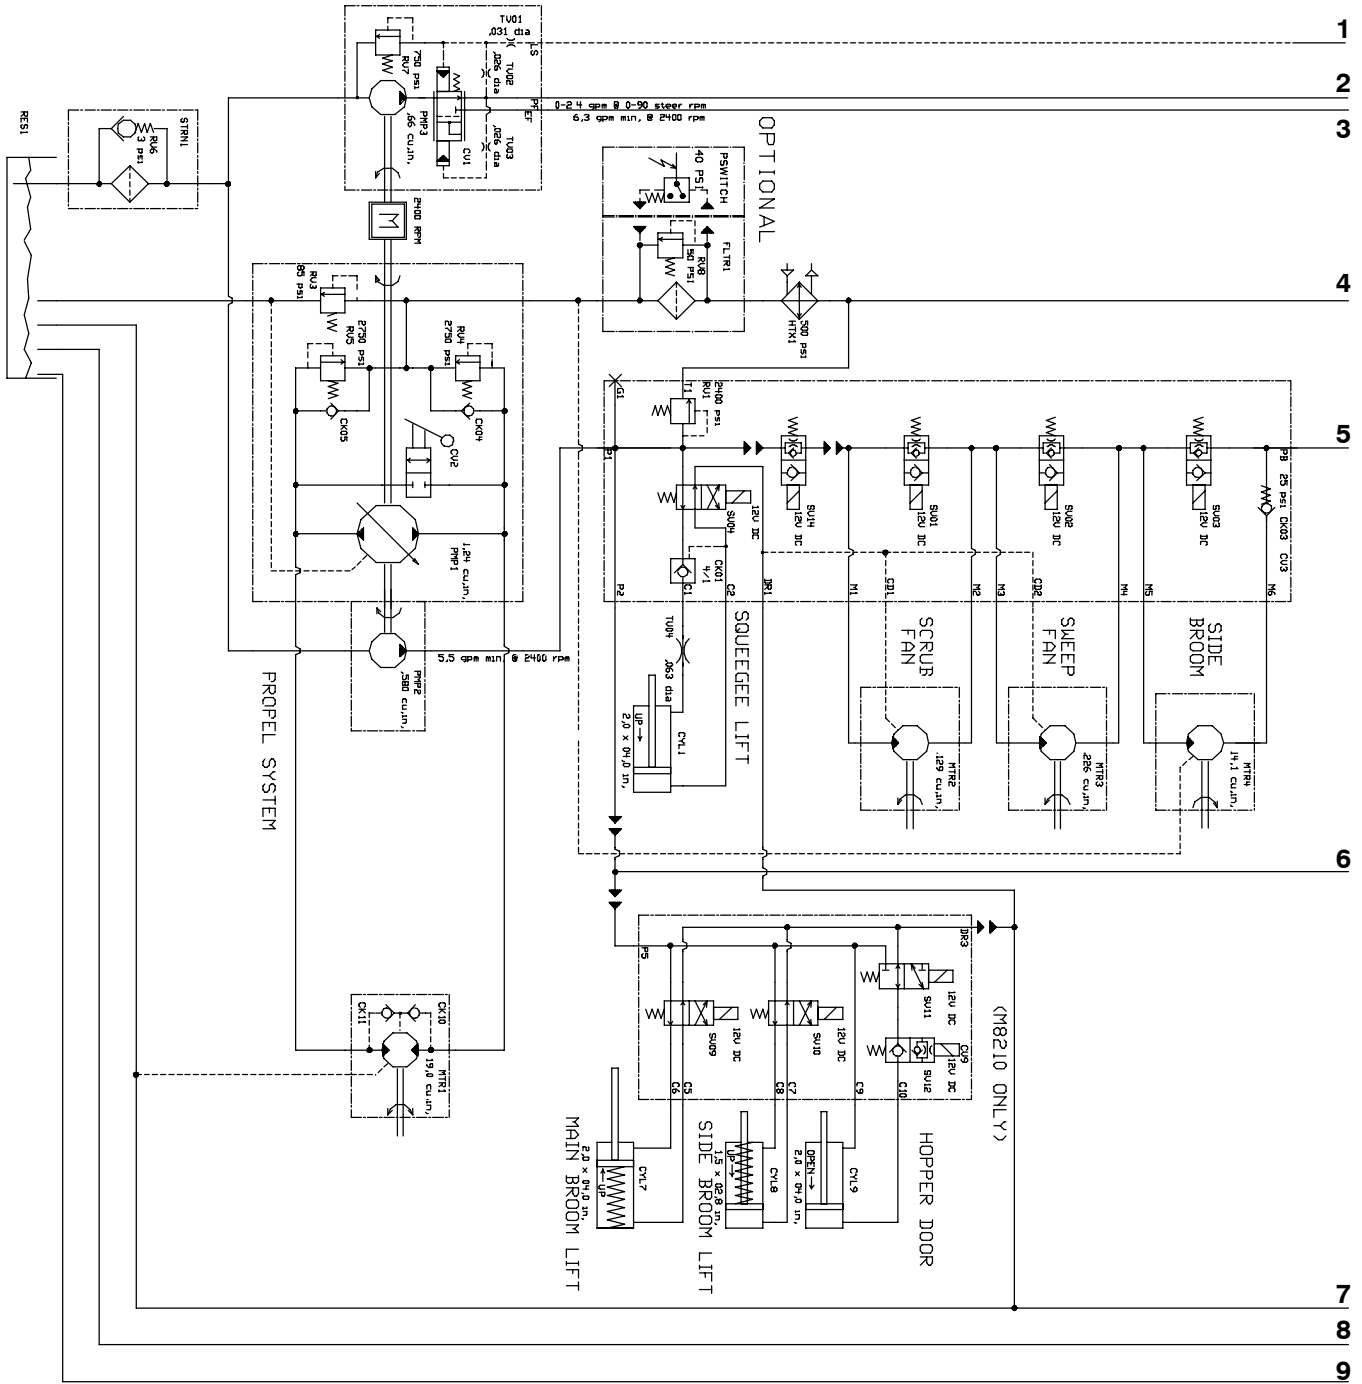 1
2
3
4
5
6
7
8
9
RES1
STRN1
RV6
3 PSI
TV01
.031 dia
LS
750 PSI
RV7
TV02
.026 dia
PF
EF
PMP3
.66 cu.in.
CV1
TV03
.026 dia
0-2.4 gpm @ 0-90 steer rpm
6.3 gpm min. @ 2400 rpm
2400 RPM
M
OPTIONAL
PSWITCH
40 PSI
FLTR1
RV8
50 PSI
500 PSI
HTX1
RV3
85 PSI
2750 PSI
RV5
RV4
2750 PSI
CK05
CK04
CV2
1.24 cu.in.
PMP1
PMP2
.580 cu.in.
5.5 gpm min. @ 2400 rpm
PROPEL SYSTEM
G1
T1
RV1
2400 PSI
P1
SV04
12V DC
CK01
4/1
C1
C2
DR1
P2
SV14
12V DC
SV01
12V DC
SV02
12V DC
SV03
12V DC
PB
25 PSI
CK03
CV3
M1
CD1
M2
M3
CD2
M4
M5
M6
TV04
.063 dia
SQUEEGEE LIFT
CYL1
UP
2.0 x 04.0 in.
SCRUB
FAN
SWEEP
FAN
SIDE
BROOM
MTR2
.129 cu.in.
MTR3
.226 cu.in.
MTR4
14.1 cu.in.
P5
DR3
SV11
12V DC
SV09
12V DC
SV10
12V DC
CV9
12V DC
SV12
C6
C5
C8
C7
C9
C10
(M8210 ONLY)
CK11
CK10
MTR1
19.0 cu.in.
MAIN BROOM LIFT
2.0 x 04.0 in.
UP
CYL7
SIDE BROOM LIFT
1.5 x 02.8 in.
UP
CYL8
OPEN
2.0 x 04.0 in.
CYL9
HOPPER DOOR